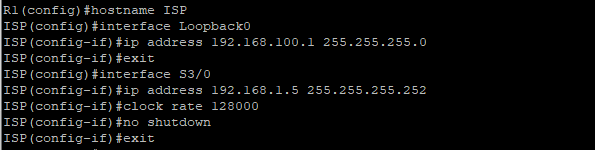 R1(config)#hostname ISP
ISP(config)#interface Loopback0
ISP(config-if)#ip address 192.168.100.1 255.255.255.0
ISP(config-if)#exit
ISP(config)#interface S3/0
ISP(config-if)#ip address 192.168.1.5 255.255.255.252
ISP(config-if)#clock rate 128000
ISP(config-if)#no shutdown
ISP(config-if)#exit